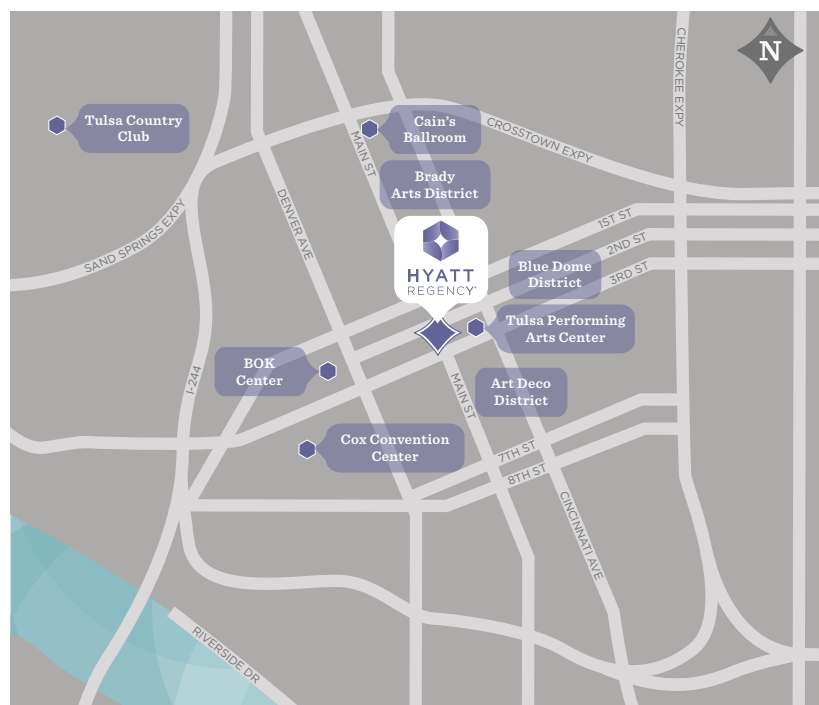 N
CHEROKEE EXPY
Tulsa Country
Club
Cain's
Ballroom
CROSSTOWN EXPY
MAIN ST
Brady
Arts District
SAND SPRINGS EXPY
DENVER AVE
1ST ST
2ND ST
3RD ST
HYATT
REGENCY
Blue Dome
District
Tulsa Performing
Arts Center
BOK
Center
I-244
MAIN ST
Art Deco
District
Cox Convention
Center
7TH ST
8TH ST
CINCINNATI AVE
RIVERSIDE DR